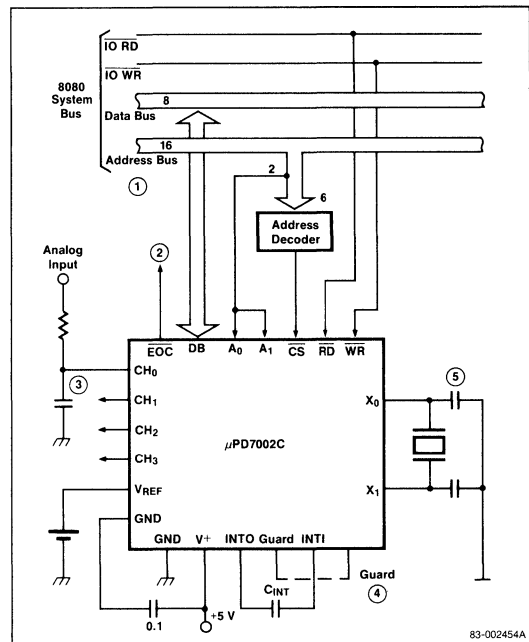 IO RD
IO WR
8080
System
Bus
8
Data Bus
16
Address Bus
1
2
6
2
Address
Decoder
Analog
Input
EOC
DB
A0
A1
CS
RD
WR
CH0
3
5
CH1
X0
CH2
CH3
μPD7002C
VREF
X1
GND
GND
V+
INTO
Guard
INTI
Guard
CINT
4
0.1
+5 V
83-002454A